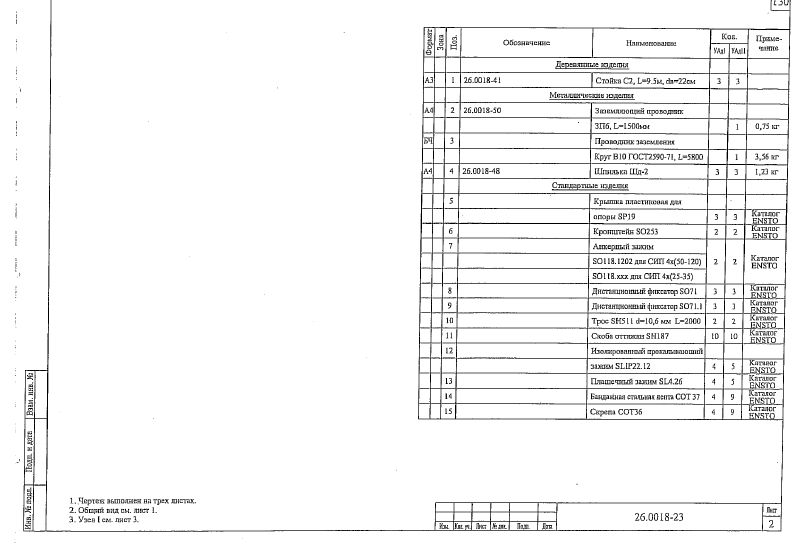 130
Формат Зона Поз. Обозначение Наименование Кол. Приме-
УАд1 УАд11 чание
Деревянные изделия
А3 1 26.0018-41 Стойка С2, L=9.5м, dв=22см 3 3
Металлические изделия
А4 2 26.0018-50 Заземляющий проводник
ЗП6, L=1500мм 1 0,75 кг
БЧ 3 Проводник заземления
Круг В10 ГОСТ2590-71, L=5800 1 3,56 кг
А4 4 26.0018-48 Шпилька Шд-2 3 3 1,23 кг
Стандартные изделия
5 Крышка пластиковая для
опоры SP19 3 3 Каталог ENSTO
6 Кронштейн SO253 2 2 Каталог ENSTO
7 Анкерный зажим
SO118.1202 для СИП 4х(50-120) 2 2 Каталог ENSTO
SO118.xxx для СИП 4х(25-35)
8 Дистанционный фиксатор SO71 3 3 Каталог ENSTO
9 Дистанционный фиксатор SO71.1 3 3 Каталог ENSTO
10 Трос SH511 d=10,6 мм L=2000 2 2 Каталог ENSTO
11 Скоба оттяжки SH187 10 10 Каталог ENSTO
12 Изолированный прокалывающий
зажим SLIP22.12 4 5 Каталог ENSTO
13 Плашечный зажим SL4.26 4 5 Каталог ENSTO
14 Бандажная стальная лента СОТ 37 4 9 Каталог ENSTO
15 Скрепа СОТ36 4 9 Каталог ENSTO
Взам. инв. №
Подп. и дата
Инв. № подл.
1. Чертеж выполнен на трех листах.
2. Общий вид см. лист 1.
3. Узел I см. лист 3.
Изм. Кол. уч. Лист № док. Подп. Дата
26.0018-23
Лист
2